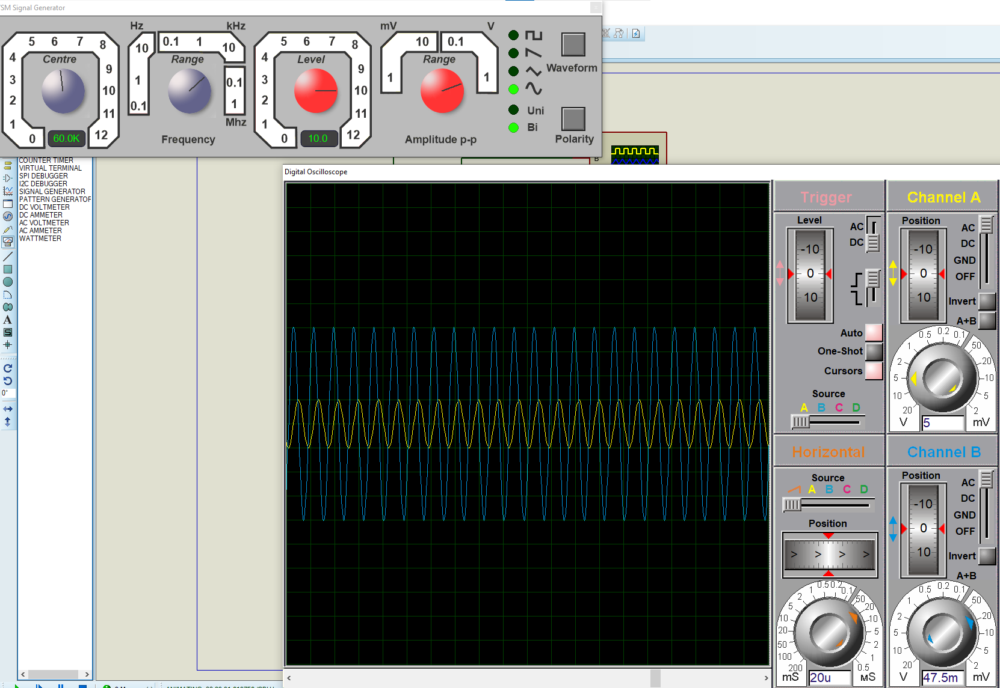 VSM Signal Generator
Hz
kHz
mV
V
5 6 7 8
4 9
3 10
2 11
1 12
0
Centre
60.0K
10 0.1 1 10
1 0.1
0.1 1
Range
Mhz
Frequency
5 6 7 8
4 9
3 10
2 11
1 12
0
Level
10.0
10 0.1
1 1
Range
Amplitude p-p
Waveform
Uni
Bi
Polarity
B
COUNTER TIMER
VIRTUAL TERMINAL
SPI DEBUGGER
I2C DEBUGGER
SIGNAL GENERATOR
PATTERN GENERATOR
DC VOLTMETER
DC AMMETER
AC VOLTMETER
AC AMMETER
WATTMETER
A
S
0°
Digital Oscilloscope
Trigger
Level
-10
0
10
AC
DC
Auto
One-Shot
Cursors
Source
A B C D
Channel A
Position
-10
0
10
AC
DC
GND
OFF
Invert
A+B
0.5 0.2 0.1 50
1 20
2 10
5 5
10 2
20
V
5
mV
Horizontal
Source
A B C D
Position
> > > >
1 0.5 0.2 0.1
2 50
5 20
10 10
20 5
50 2
100 1
200 0.5
mS
20u
MS
Channel B
Position
-10
0
10
AC
DC
GND
OFF
Invert
A+B
0.5 0.2 0.1 50
1 20
2 10
5 5
10 2
20
V
47.5m
mV